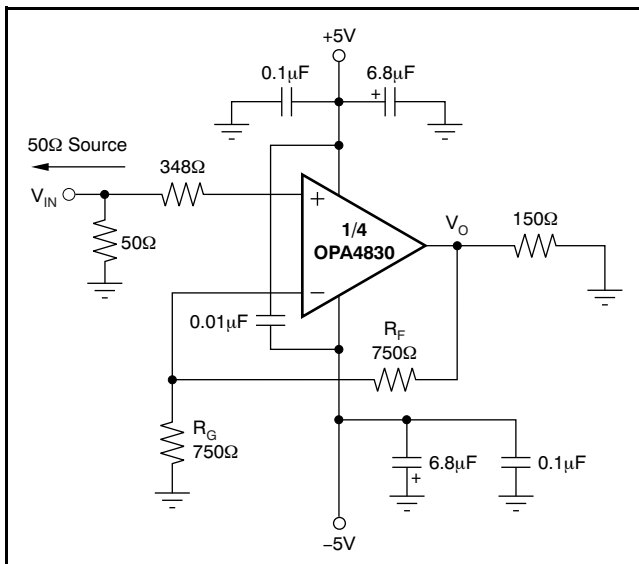 +5V
0.1μF
6.8μF
+
50Ω Source
348Ω
V_IN
50Ω
+
1/4
OPA4830
−
V_O
150Ω
0.01μF
R_F
750Ω
R_G
750Ω
6.8μF
+
0.1μF
−5V